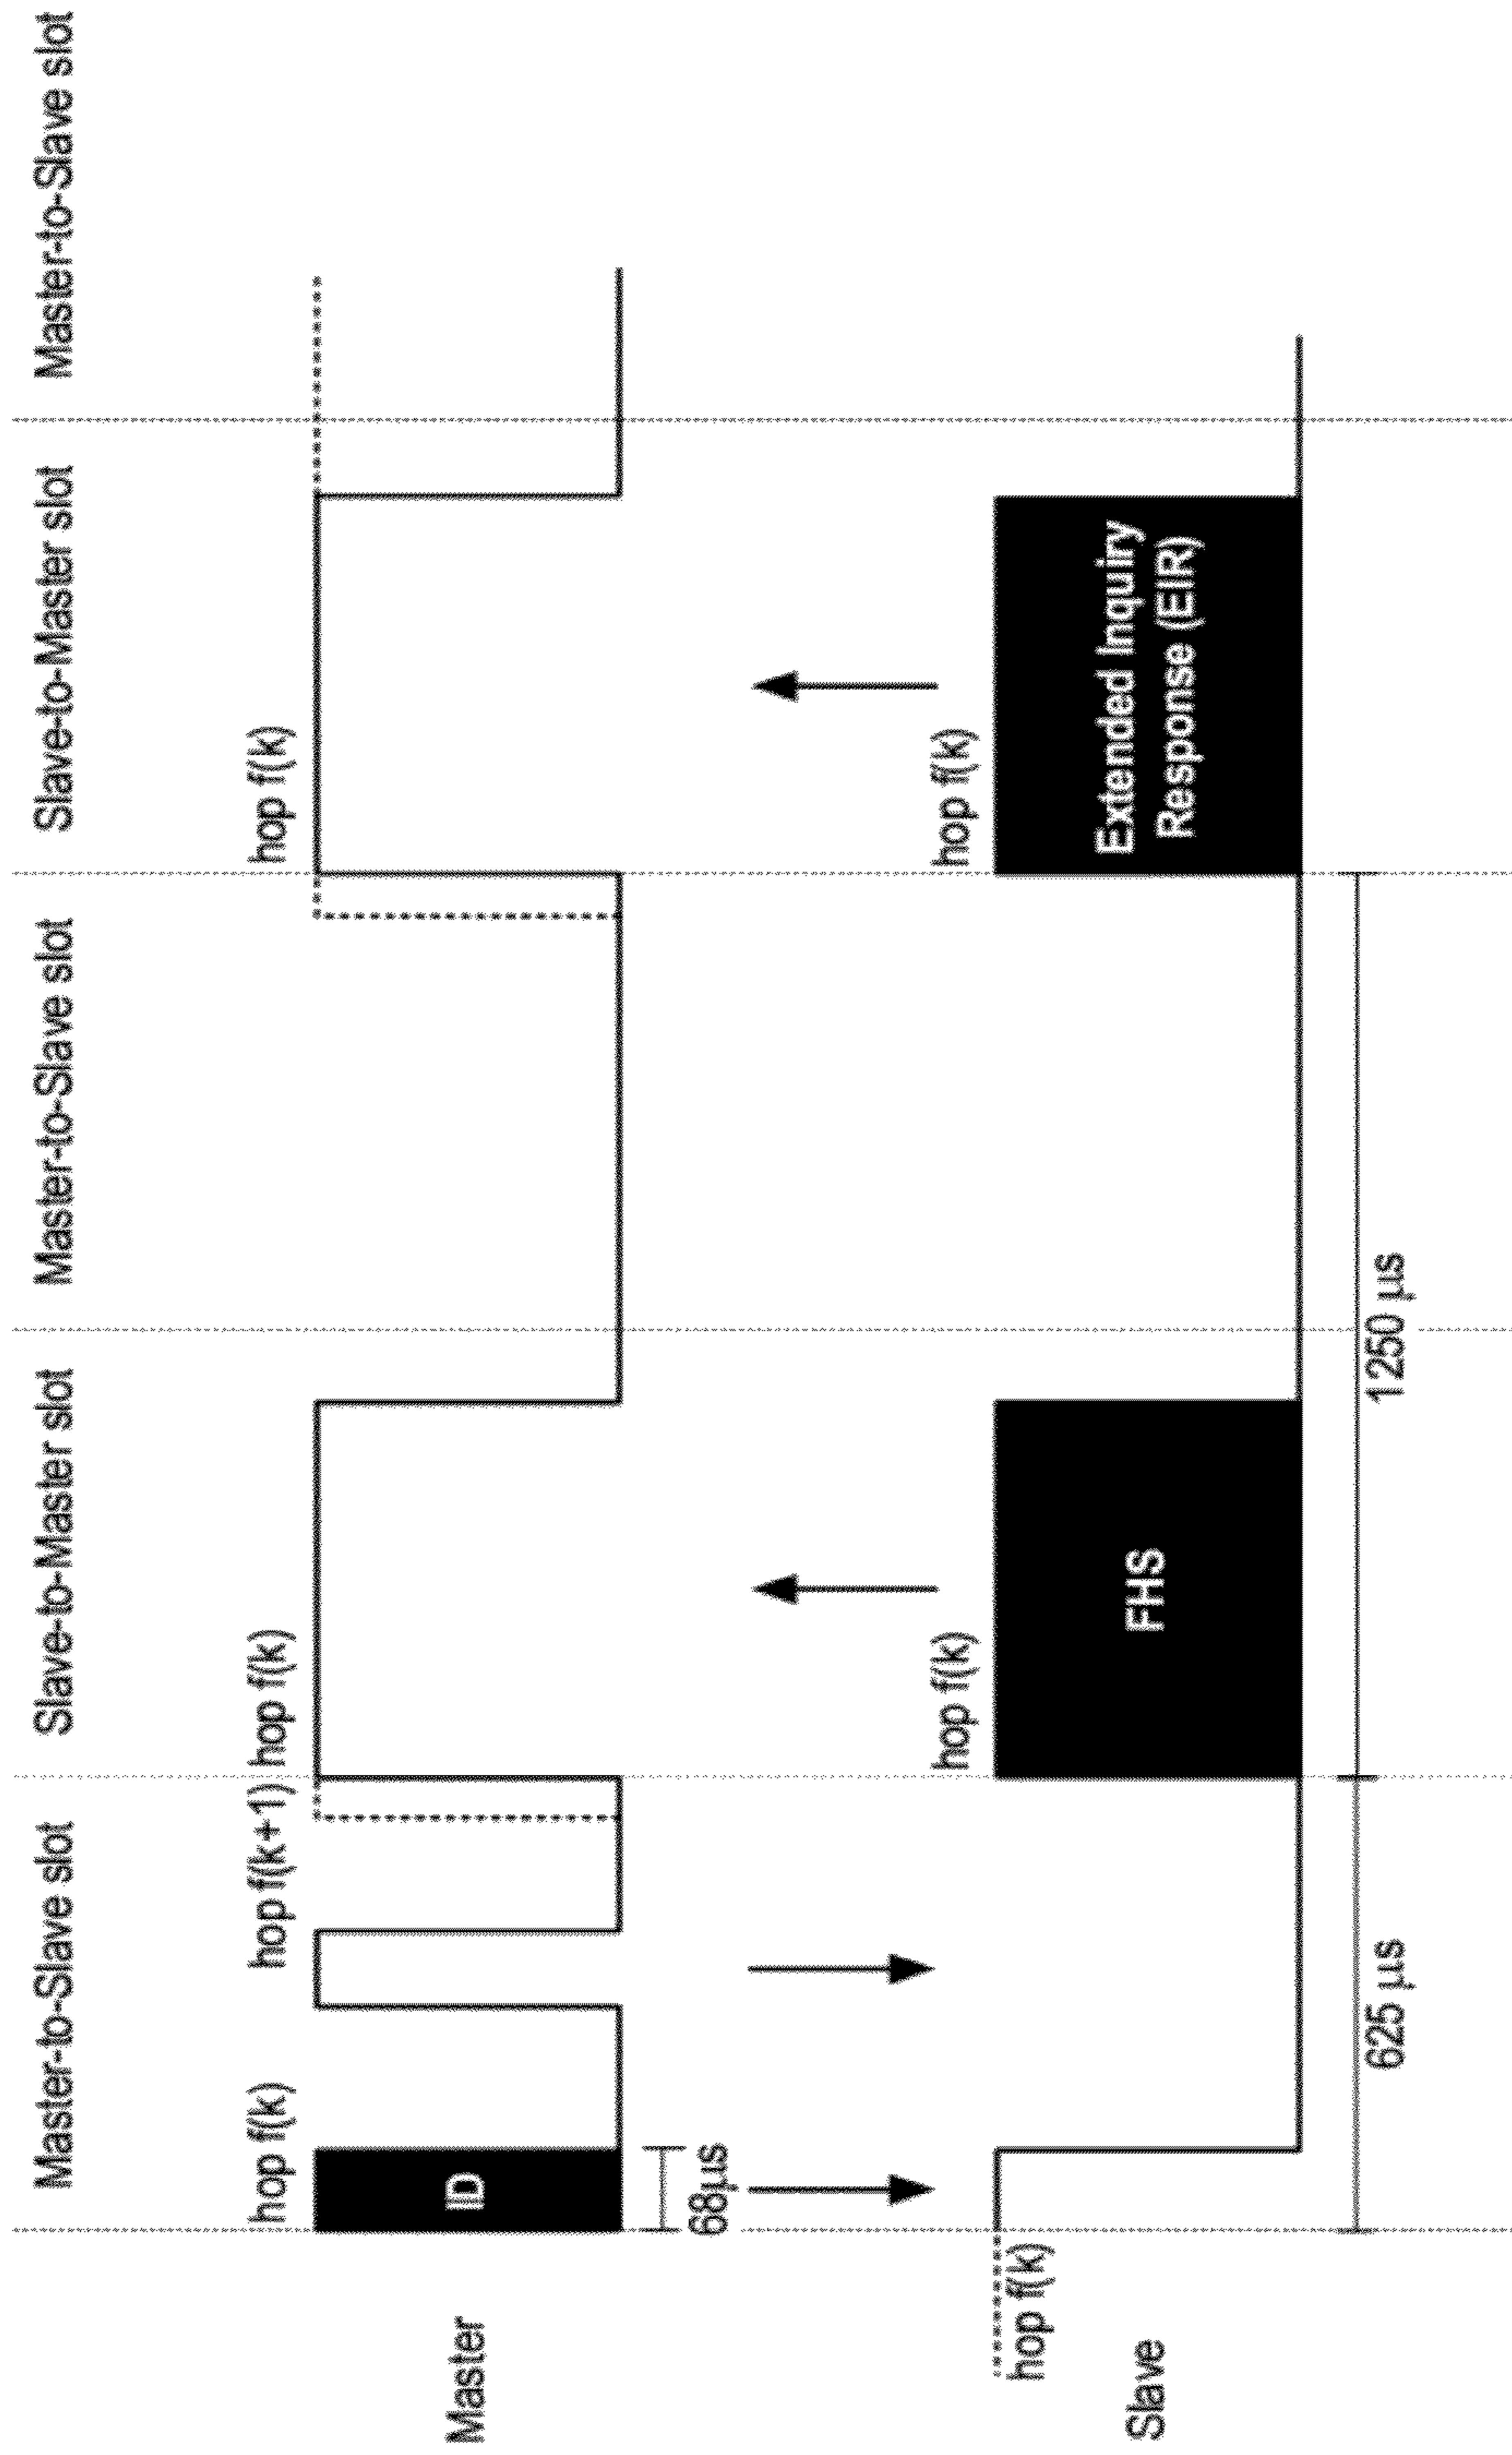 Master-to-Slave slot
Slave-to-Master slot
Master-to-Slave slot
Slave-to-Master slot
Master-to-Slave slot
hop f(k)
hop f(k+1)
hop f(k)
hop f(k)
Master
ID
68µs
hop f(k)
hop f(k)
hop f(k)
Slave
FHS
Extended Inquiry
Response (EIR)
625 µs
1250 µs